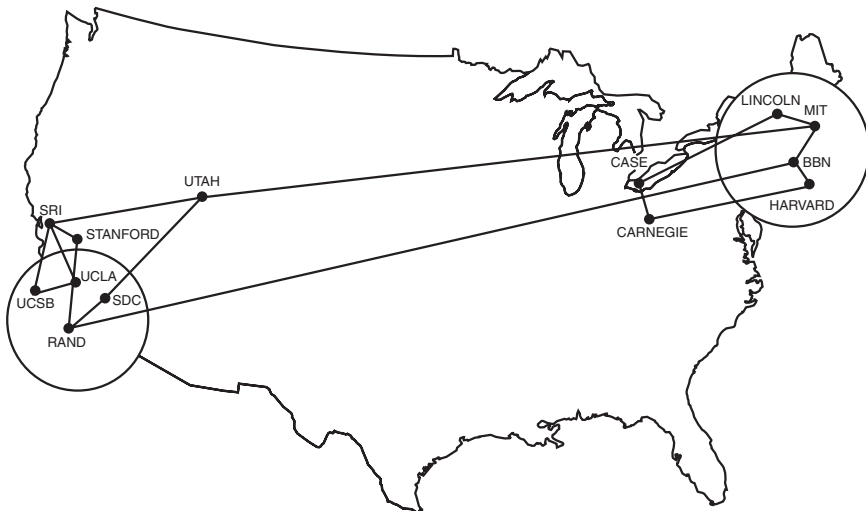 LINCOLN
MIT
CASE
BBN
UTAH
HARVARD
SRI
STANFORD
CARNEGIE
UCLA
UCSB
SDC
RAND